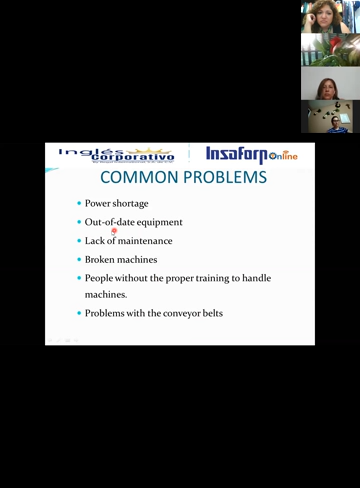 Inglés
Corporativo
Insaforp Online
COMMON PROBLEMS
Power shortage
Out-of-date equipment
Lack of maintenance
Broken machines
People without the proper training to handle
machines.
Problems with the conveyor belts